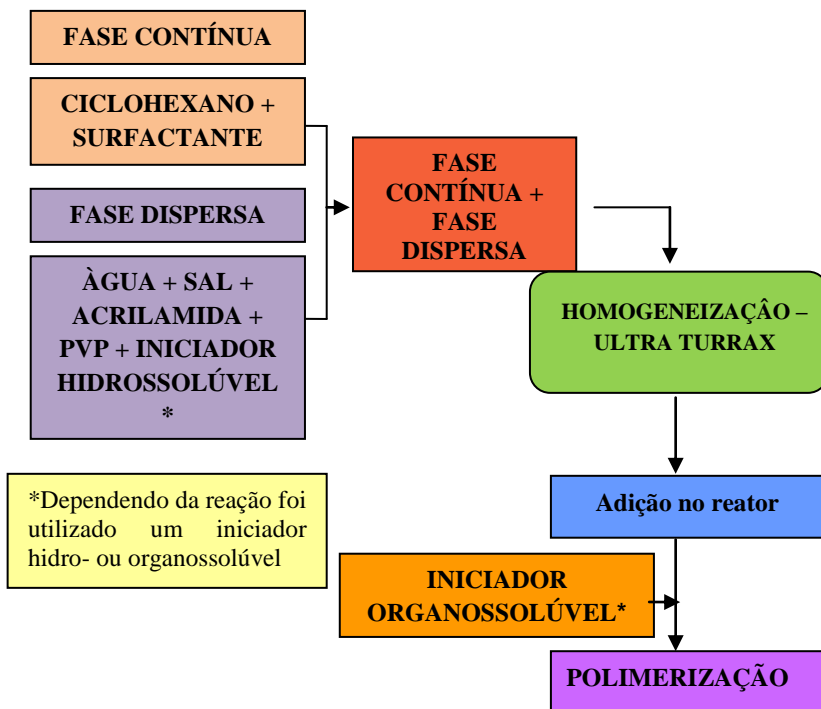 FASE CONTÍNUA
CICLOHEXANO +
SURFACTANTE
FASE DISPERSA
ÀGUA + SAL +
ACRILAMIDA +
PVP + INICIADOR
HIDROSSOLÚVEL
*
FASE
CONTÍNUA +
FASE
DISPERSA
HOMOGENEIZAÇÂO –
ULTRA TURRAX
*Dependendo da reação foi
utilizado um iniciador
hidro- ou organossolúvel
Adição no reator
INICIADOR
ORGANOSSOLÚVEL*
POLIMERIZAÇÃO